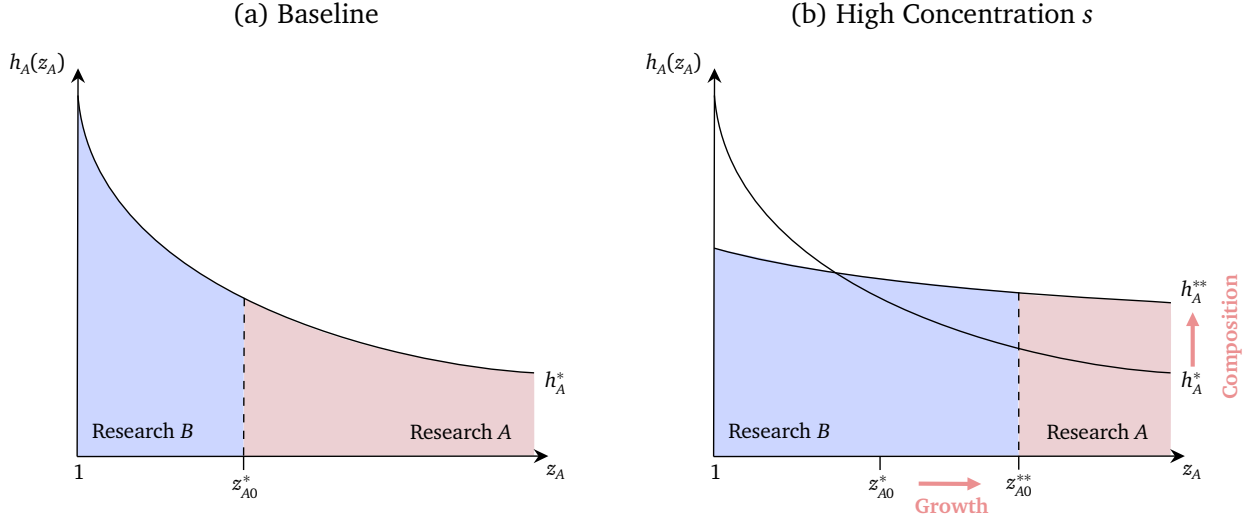 (a) Baseline
h_A(z_A)
h_A^*
Research B
Research A
1
z_{A0}^*
z_A
(b) High Concentration s
h_A(z_A)
h_A^{**}
Composition
h_A^*
Research B
Research A
1
z_{A0}^*
z_{A0}^{**}
z_A
Growth